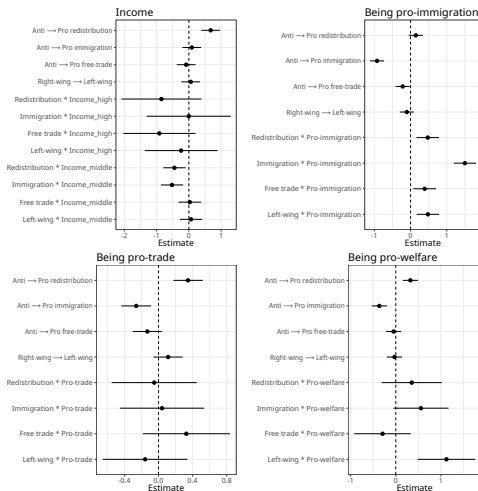 Income
Anti → Pro redistribution
Anti → Pro immigration
Anti → Pro free-trade
Right-wing → Left-wing
Redistribution * Income_high
Immigration * Income_high
Free trade * Income_high
Left-wing * Income_high
Redistribution * Income_middle
Immigration * Income_middle
Free trade * Income_middle
Left-wing * Income_middle
-2 -1 0 1
Estimate
Being pro-immigration
Anti → Pro redistribution
Anti → Pro immigration
Anti → Pro free-trade
Right-wing → Left-wing
Redistribution * Pro-immigration
Immigration * Pro-immigration
Free trade * Pro-immigration
Left-wing * Pro-immigration
-1 0 1
Estimate
Being pro-trade
Anti → Pro redistribution
Anti → Pro immigration
Anti → Pro free-trade
Right-wing → Left-wing
Redistribution * Pro-trade
Immigration * Pro-trade
Free trade * Pro-trade
Left-wing * Pro-trade
-0.4 0.0 0.4 0.8
Estimate
Being pro-welfare
Anti → Pro redistribution
Anti → Pro immigration
Anti → Pro free-trade
Right-wing → Left-wing
Redistribution * Pro-welfare
Immigration * Pro-welfare
Free trade * Pro-welfare
Left-wing * Pro-welfare
-1 0 1
Estimate